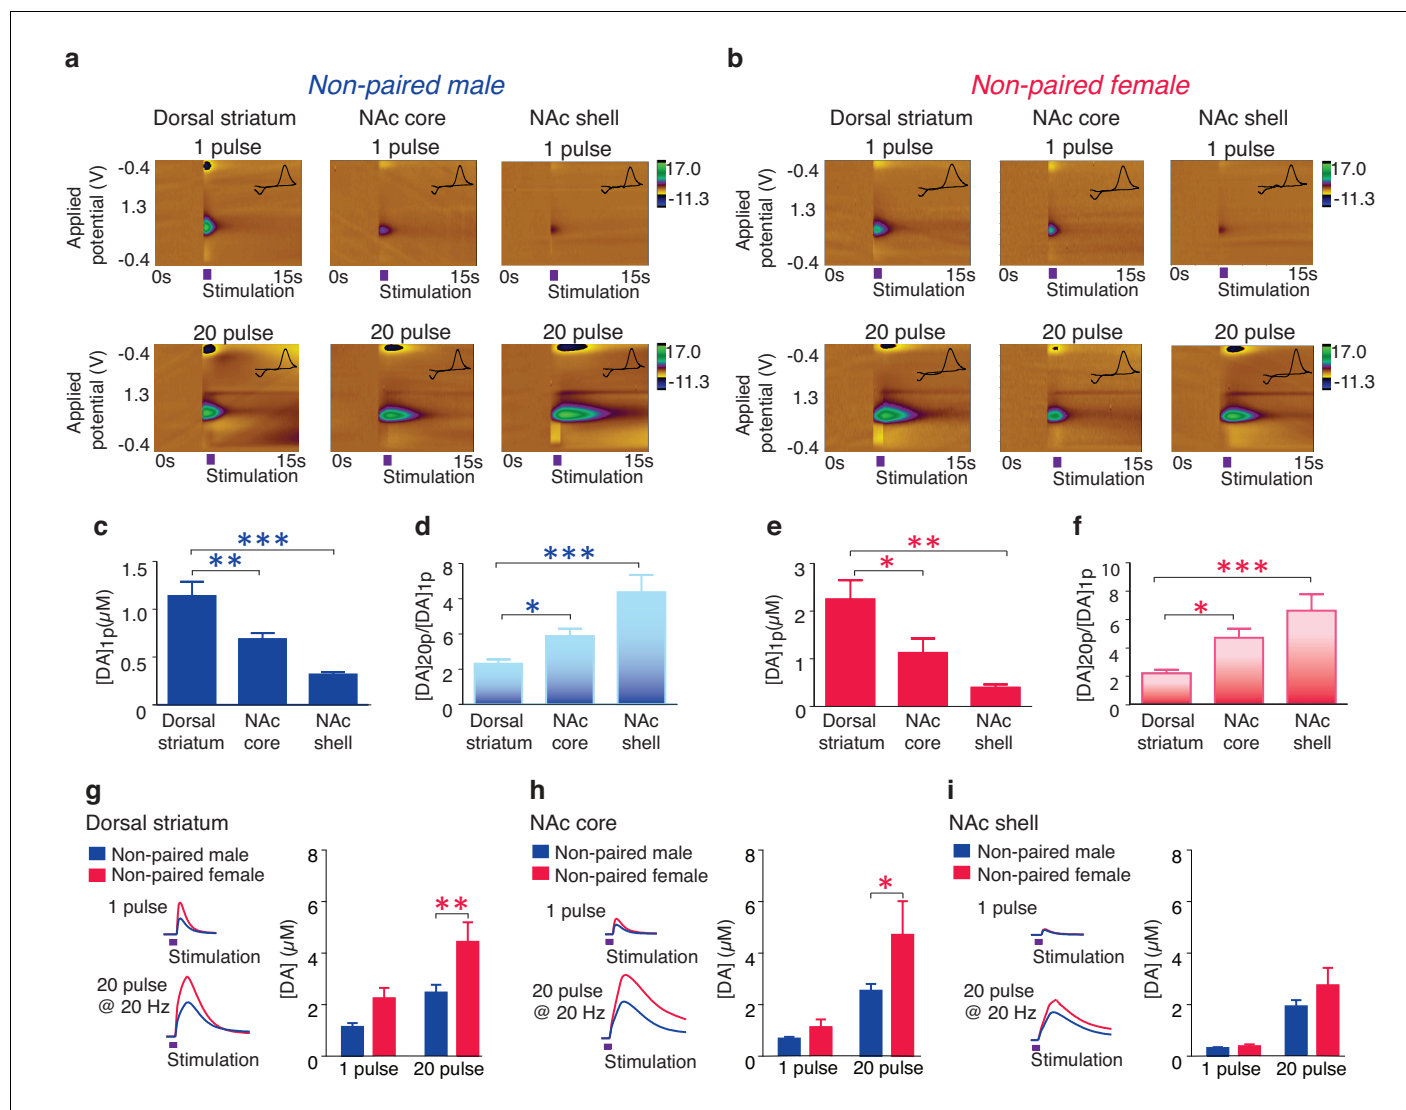 a
Non-paired male
Dorsal striatum NAc core NAc shell
1 pulse 1 pulse 1 pulse
Applied potential (V)
-0.4
1.3
-0.4
17.0
-11.3
0s 15s 0s 15s 0s 15s
Stimulation Stimulation Stimulation
20 pulse 20 pulse 20 pulse
Applied potential (V)
-0.4
1.3
-0.4
17.0
-11.3
0s 15s 0s 15s 0s 15s
Stimulation Stimulation Stimulation
b
Non-paired female
Dorsal striatum NAc core NAc shell
1 pulse 1 pulse 1 pulse
Applied potential (V)
-0.4
1.3
-0.4
17.0
-11.3
0s 15s 0s 15s 0s 15s
Stimulation Stimulation Stimulation
20 pulse 20 pulse 20 pulse
Applied potential (V)
-0.4
1.3
-0.4
17.0
-11.3
0s 15s 0s 15s 0s 15s
Stimulation Stimulation Stimulation
c
***
**
[DA]1p(µM)
1.5
1.0
0.5
0
Dorsal NAc NAc
striatum core shell
d
***
*
[DA]20p/[DA]1p
8
4
6
2
0
Dorsal NAc NAc
striatum core shell
e
**
*
[DA]1p(µM)
3
2
1
0
Dorsal NAc NAc
striatum core shell
f
***
*
[DA]20p/[DA]1p
10
8
6
4
2
0
Dorsal NAc NAc
striatum core shell
g
Dorsal striatum
Non-paired male
Non-paired female
1 pulse
Stimulation
20 pulse
@ 20 Hz
Stimulation
[DA] (µM)
8
6
4
2
0
**
1 pulse 20 pulse
h
NAc core
Non-paired male
Non-paired female
1 pulse
Stimulation
20 pulse
@ 20 Hz
Stimulation
[DA] (µM)
8
6
4
2
0
*
1 pulse 20 pulse
i
NAc shell
Non-paired male
Non-paired female
1 pulse
Stimulation
20 pulse
@ 20 Hz
Stimulation
[DA] (µM)
8
6
4
2
0
1 pulse 20 pulse